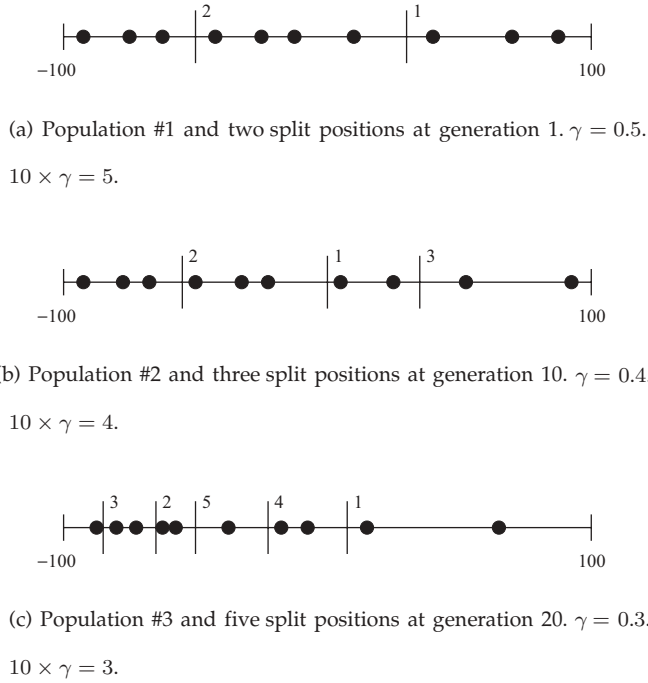 2 1
−100 100
(a) Population #1 and two split positions at generation 1. γ = 0.5.
10 × γ = 5.
2 1 3
−100 100
b) Population #2 and three split positions at generation 10. γ = 0.4.
10 × γ = 4.
3 2 5 4 1
−100 100
(c) Population #3 and five split positions at generation 20. γ = 0.3.
10 × γ = 3.